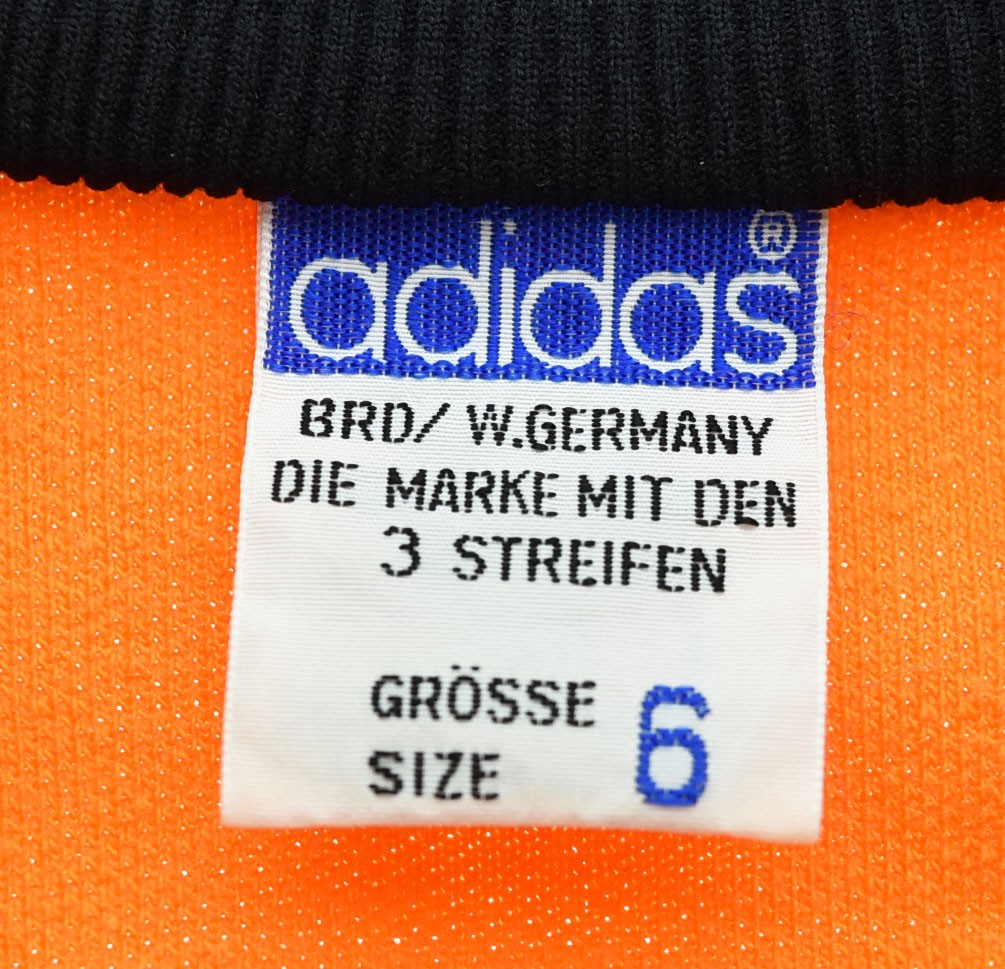 adidas®
BRD/ W.GERMANY
DIE MARKE MIT DEN
3 STREIFEN
GRÖSSE
SIZE 6